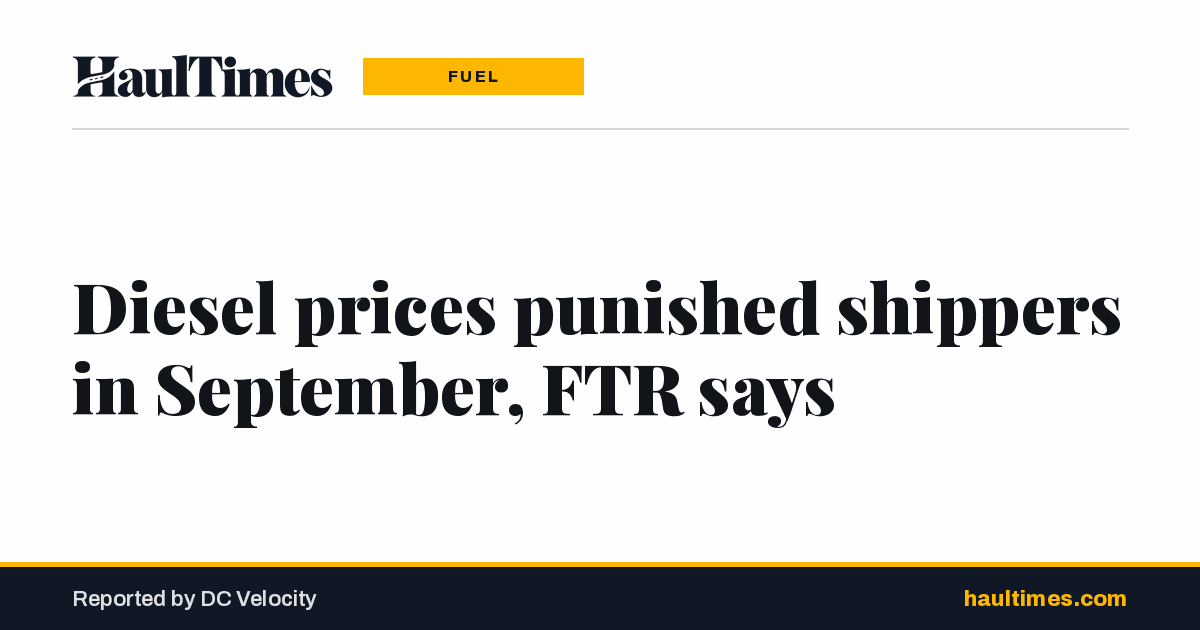 HaulTimes
FUEL
Diesel prices punished shippers
in September, FTR says
Reported by DC Velocity
haultimes.com